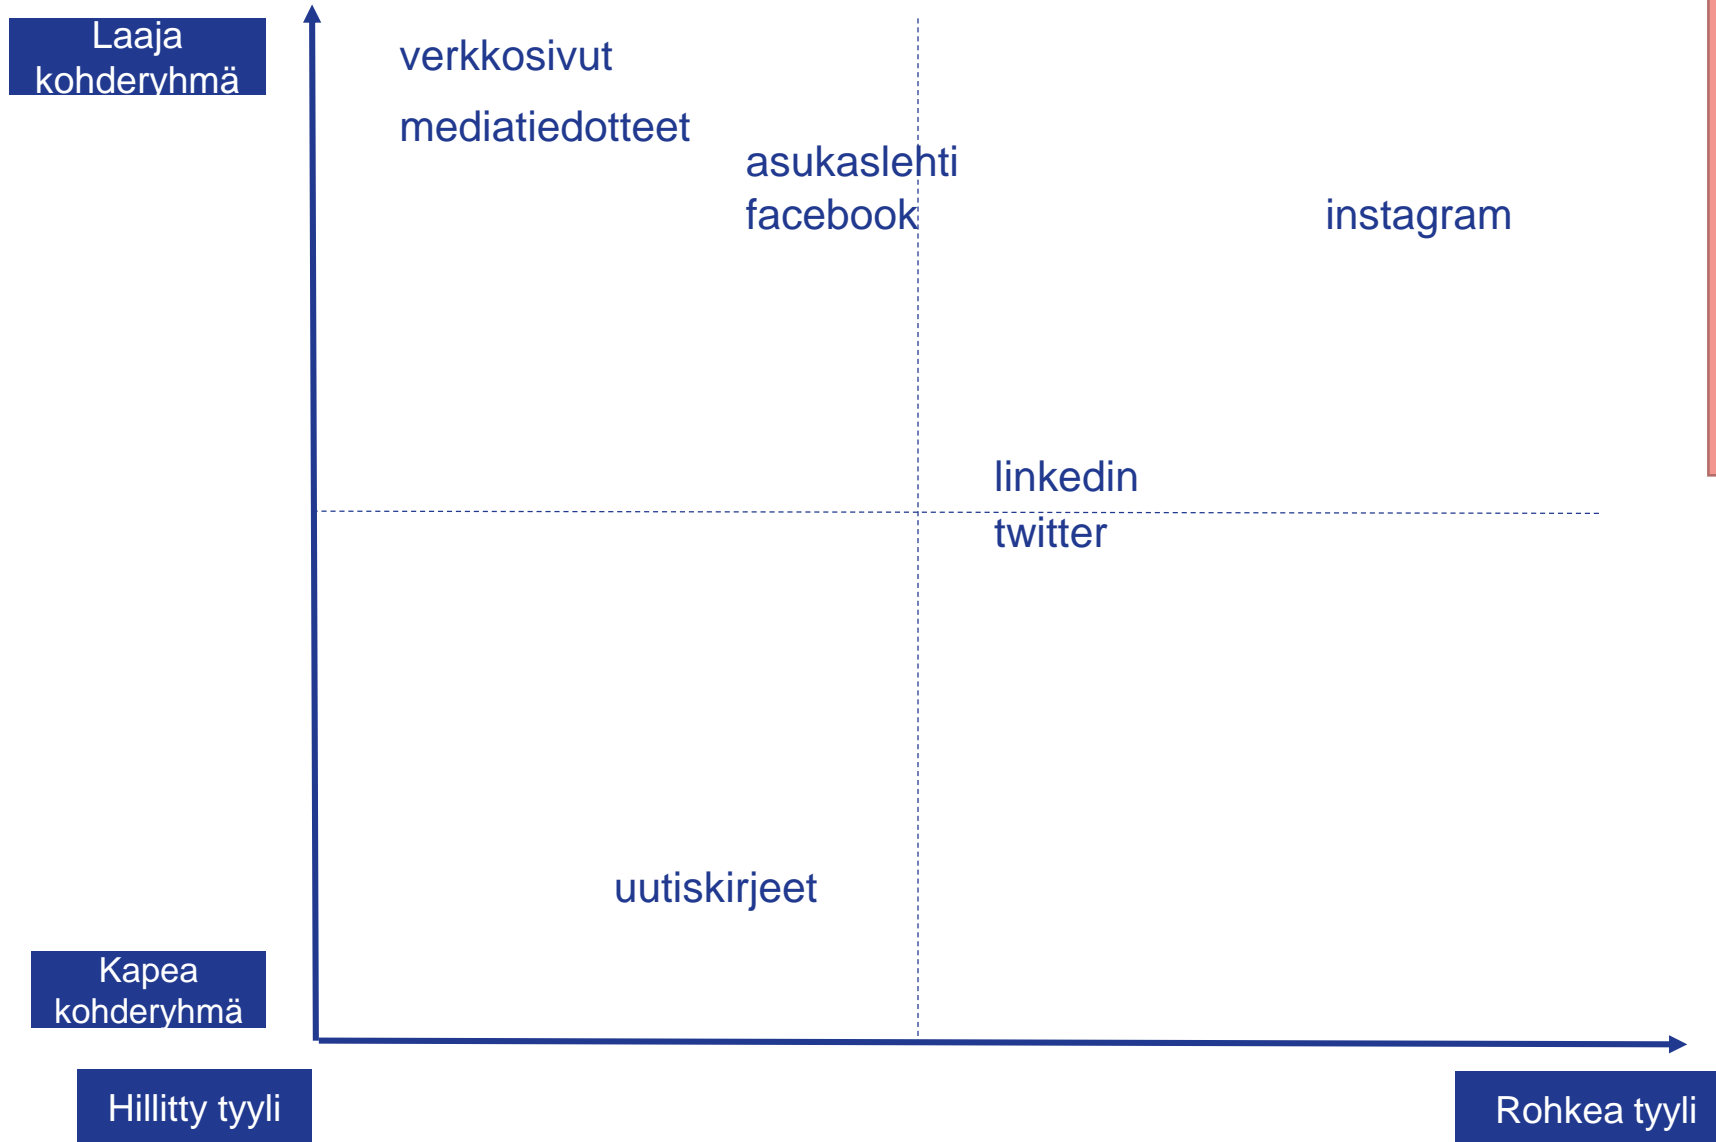 Laaja
kohderyhmä
verkkosivut
mediatiedotteet
asukaslehti
facebook
instagram
linkedin
twitter
uutiskirjeet
Kapea
kohderyhmä
Hillitty tyyli
Rohkea tyyli